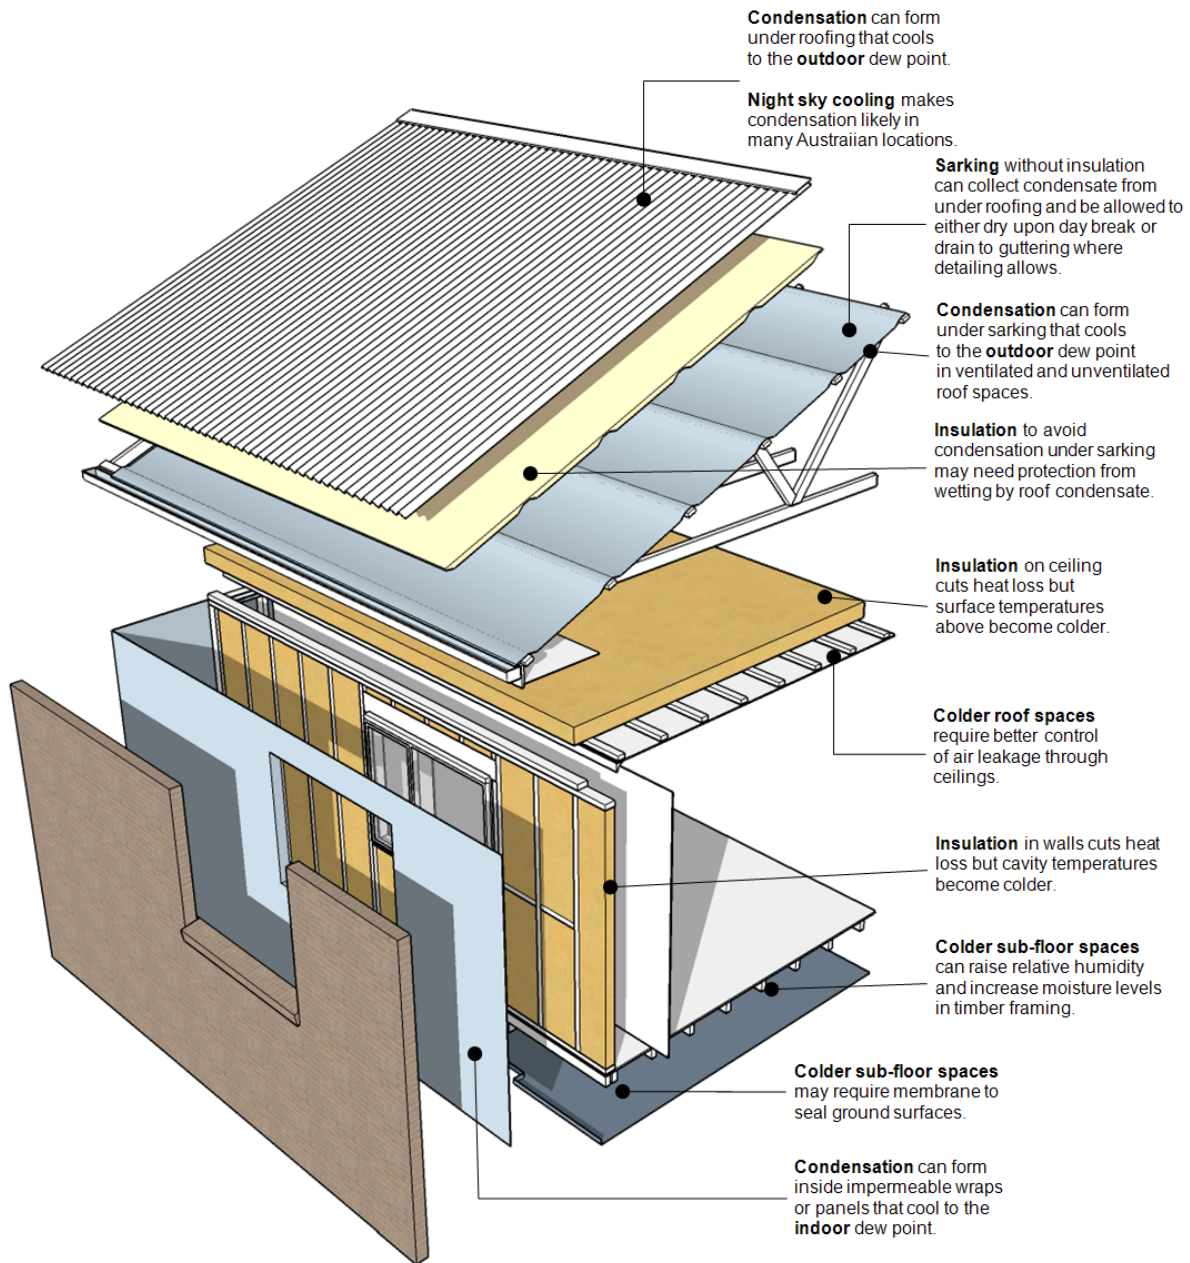 Condensation can form
under roofing that cools
to the outdoor dew point.
Night sky cooling makes
condensation likely in
many Australian locations.
Sarking without insulation
can collect condensate from
under roofing and be allowed to
either dry upon day break or
drain to guttering where
detailing allows.
Condensation can form
under sarking that cools
to the outdoor dew point
in ventilated and unventilated
roof spaces.
Insulation to avoid
condensation under sarking
may need protection from
wetting by roof condensate.
Insulation on ceiling
cuts heat loss but
surface temperatures
above become colder.
Colder roof spaces
require better control
of air leakage through
ceilings.
Insulation in walls cuts heat
loss but cavity temperatures
become colder.
Colder sub-floor spaces
can raise relative humidity
and increase moisture levels
in timber framing.
Colder sub-floor spaces
may require membrane to
seal ground surfaces.
Condensation can form
inside impermeable wraps
or panels that cool to the
indoor dew point.